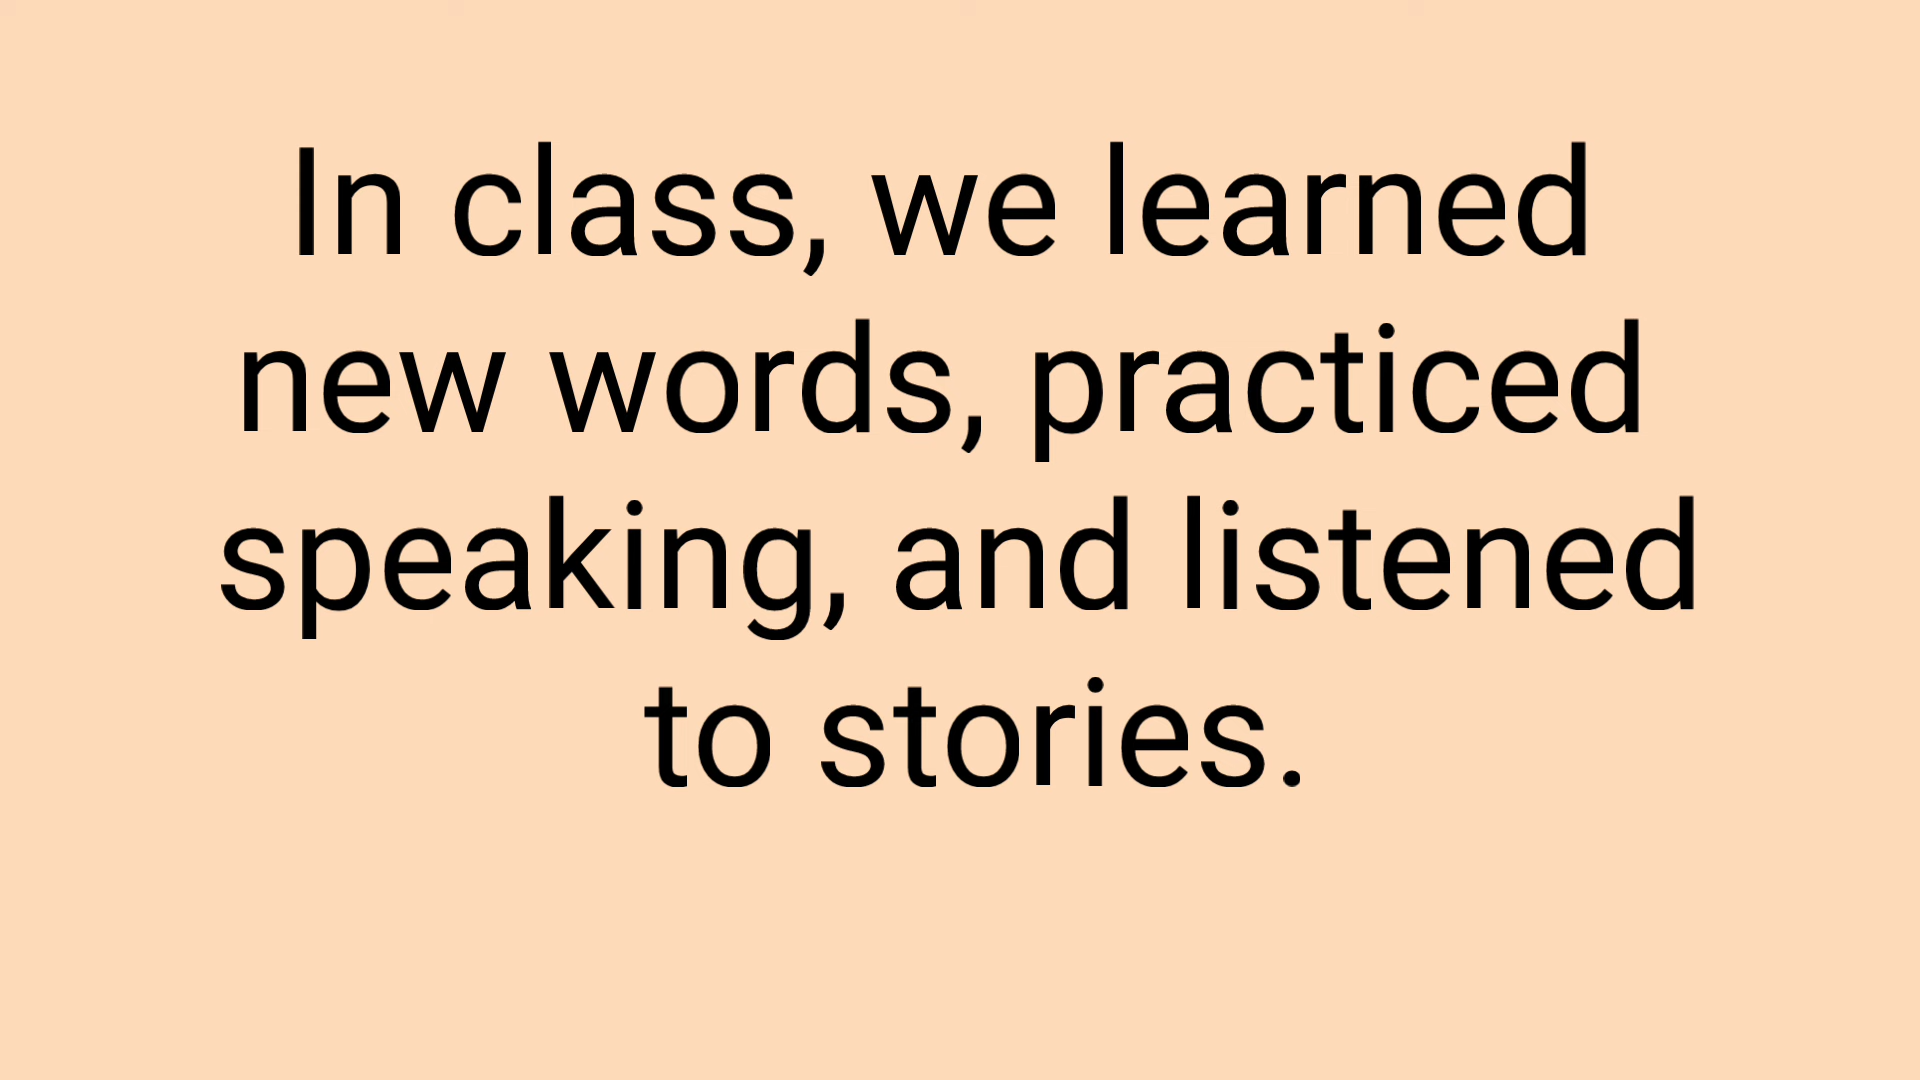 In class, we learned
new words, practiced
speaking, and listened
to stories.